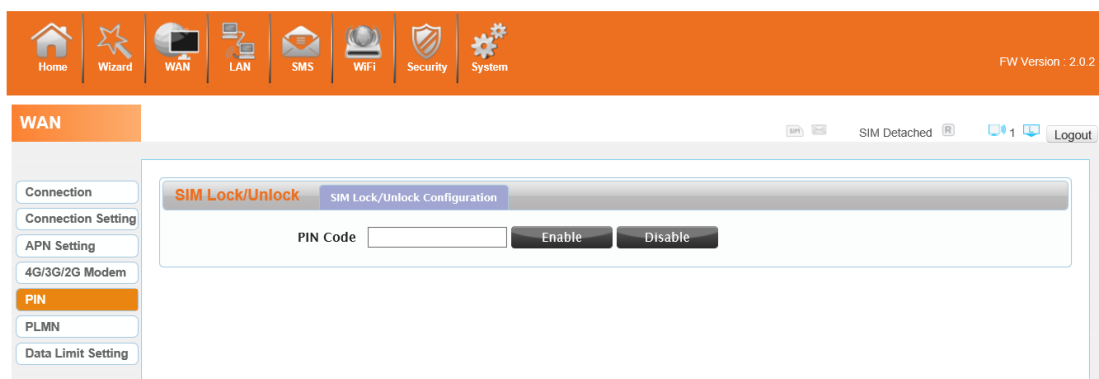 Home Wizard WAN LAN SMS WiFi Security System
FW Version : 2.0.2
WAN
SIM SIM Detached R 1 Logout
Connection
SIM Lock/Unlock SIM Lock/Unlock Configuration
Connection Setting
PIN Code Enable Disable
APN Setting
4G/3G/2G Modem
PIN
PLMN
Data Limit Setting